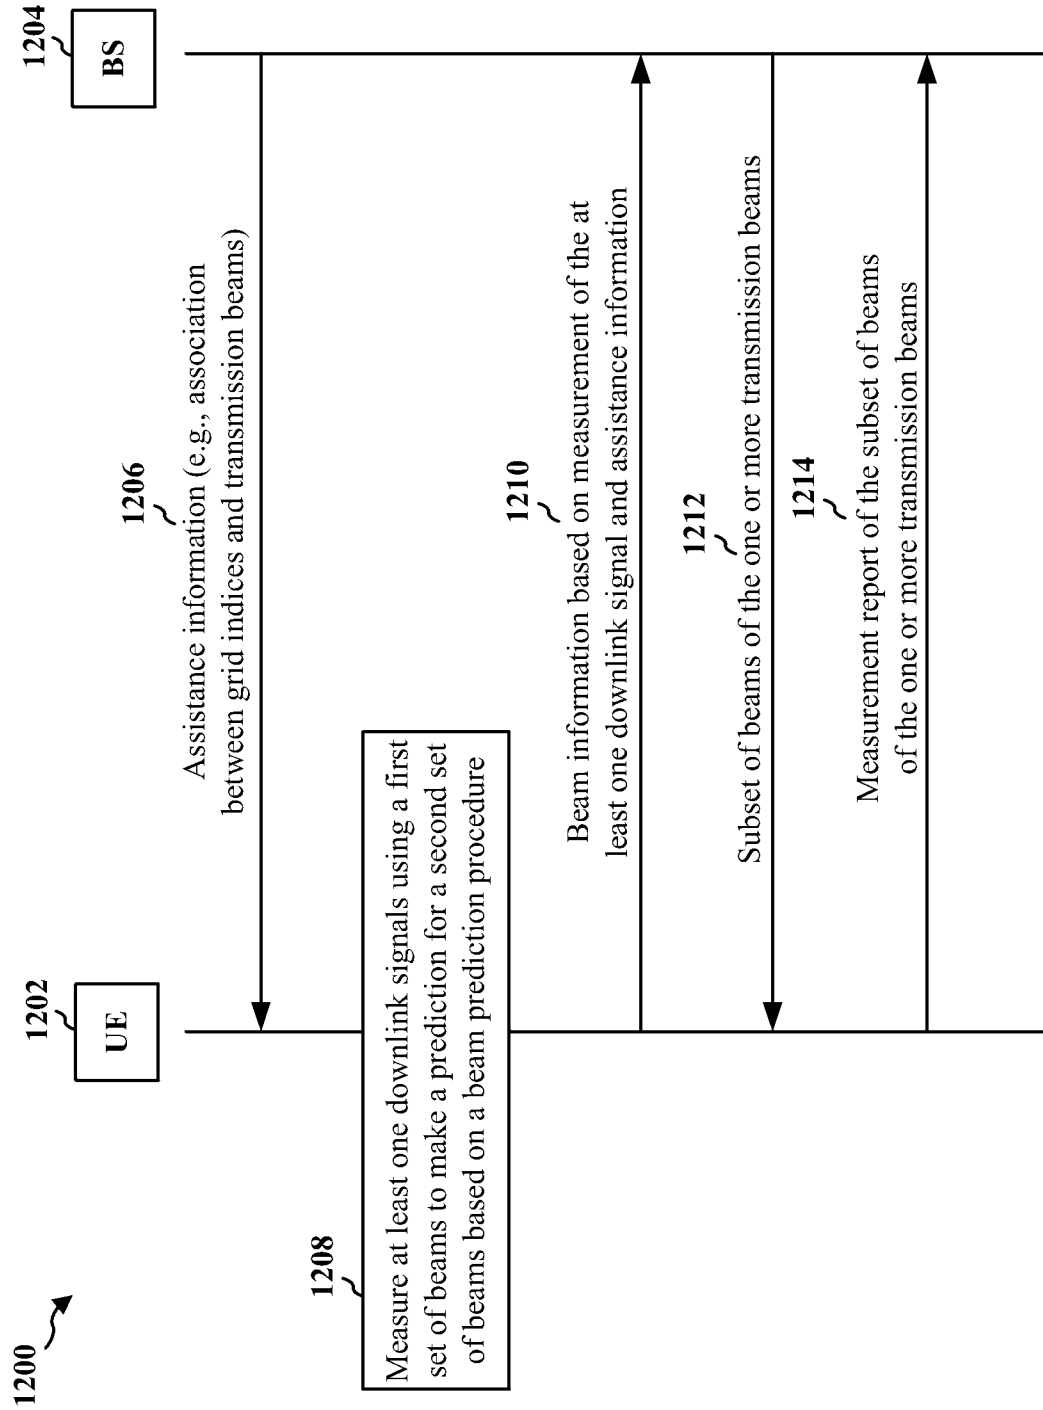 1200
1202
UE
1204
BS
1206
Assistance information (e.g., association
between grid indices and transmission beams)
1208
Measure at least one downlink signals using a first
set of beams to make a prediction for a second set
of beams based on a beam prediction procedure
1210
Beam information based on measurement of the at
least one downlink signal and assistance information
1212
Subset of beams of the one or more transmission beams
1214
Measurement report of the subset of beams
of the one or more transmission beams